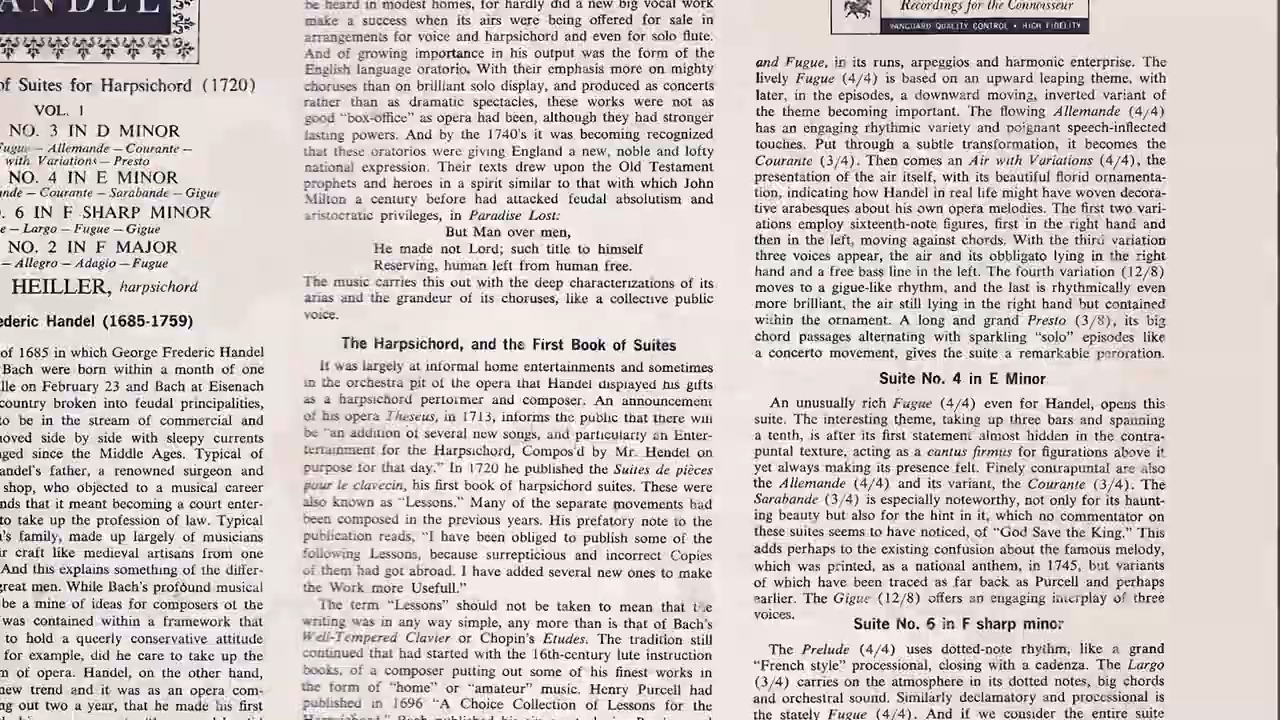 ANDEL
of Suites for Harpsichord (1720)
VOL. 1
NO. 3 IN D MINOR
Fugue — Allemande — Courante —
with Variations — Presto
NO. 4 IN E MINOR
nde — Courante — Sarabande — Gigue
. 6 IN F SHARP MINOR
e — Largo — Fugue — Gigue
NO. 2 IN F MAJOR
— Allegro — Adagio — Fugue
HEILLER, harpsichord
ederic Handel (1685-1759)
of 1685 in which George Frederic Handel
Bach were born within a month of one
lle on February 23 and Bach at Eisenach
country broken into feudal principalities,
to be in the stream of commercial and
noved side by side with sleepy currents
nged since the Middle Ages. Typical of
andel's father, a renowned surgeon and
shop, who objected to a musical career
nds that it meant becoming a court enter-
to take up the profession of law. Typical
's family, made up largely of musicians
ir craft like medieval artisans from one
And this explains something of the differ-
great men. While Bach's profound musical
be a mine of ideas for composers of the
was contained within a framework that
to hold a queerly conservative attitude
for example, did he care to take up the
m of opera. Handel, on the other hand,
new trend and it was as an opera com-
ng out two a year, that he made his first
be heard in modest homes, for hardly did a new big vocal work
make a success when its airs were being offered for sale in
arrangements for voice and harpsichord and even for solo flute.
And of growing importance in his output was the form of the
English language oratorio. With their emphasis more on mighty
choruses than on brilliant solo display, and produced as concerts
rather than as dramatic spectacles, these works were not as
good "box-office" as opera had been, although they had stronger
lasting powers. And by the 1740's it was becoming recognized
that these oratorios were giving England a new, noble and lofty
national expression. Their texts drew upon the Old Testament
prophets and heroes in a spirit similar to that with which John
Milton a century before had attacked feudal absolutism and
aristocratic privileges, in Paradise Lost:
But Man over men,
He made not Lord; such title to himself
Reserving, human left from human free.
The music carries this out with the deep characterizations of its
arias and the grandeur of its choruses, like a collective public
voice.
The Harpsichord, and the First Book of Suites
It was largely at informal home entertainments and sometimes
in the orchestra pit of the opera that Handel displayed his gifts
as a harpsichord performer and composer. An announcement
of his opera Theseus, in 1713, informs the public that there will
be "an addition of several new songs, and particularly an Enter-
tertainment for the Harpsichord, Compos'd by Mr. Hendel on
purpose for that day." In 1720 he published the Suites de pièces
pour le clavecin, his first book of harpsichord suites. These were
also known as "Lessons." Many of the separate movements had
been composed in the previous years. His prefatory note to the
publication reads, "I have been obliged to publish some of the
following Lessons, because surrepticious and incorrect Copies
of them had got abroad. I have added several new ones to make
the Work more Usefull."
The term "Lessons" should not be taken to mean that the
writing was in any way simple, any more than is that of Bach's
Well-Tempered Clavier or Chopin's Etudes. The tradition still
continued that had started with the 16th-century lute instruction
books, of a composer putting out some of his finest works in
the form of "home" or "amateur" music. Henry Purcell had
published in 1696 "A Choice Collection of Lessons for the
Recordings for the Connoisseur
VANGUARD QUALITY CONTROL • HIGH FIDELITY
and Fugue, in its runs, arpeggios and harmonic enterprise. The
lively Fugue (4/4) is based on an upward leaping theme, with
later, in the episodes, a downward moving, inverted variant of
the theme becoming important. The flowing Allemande (4/4)
has an engaging rhythmic variety and poignant speech-inflected
touches. Put through a subtle transformation, it becomes the
Courante (3/4). Then comes an Air with Variations (4/4), the
presentation of the air itself, with its beautiful florid ornamenta-
tion, indicating how Handel in real life might have woven decora-
tive arabesques about his own opera melodies. The first two vari-
ations employ sixteenth-note figures, first in the right hand and
then in the left, moving against chords. With the third variation
three voices appear, the air and its obbligato lying in the right
hand and a free bass line in the left. The fourth variation (12/8)
moves to a gigue-like rhythm, and the last is rhythmically even
more brilliant, the air still lying in the right hand but contained
within the ornament. A long and grand Presto (3/8), its big
chord passages alternating with sparkling "solo" episodes like
a concerto movement, gives the suite a remarkable peroration.
Suite No. 4 in E Minor
An unusually rich Fugue (4/4) even for Handel, opens this
suite. The interesting theme, taking up three bars and spanning
a tenth, is after its first statement almost hidden in the contra-
puntal texture, acting as a cantus firmus for figurations above it
yet always making its presence felt. Finely contrapuntal are also
the Allemande (4/4) and its variant, the Courante (3/4). The
Sarabande (3/4) is especially noteworthy, not only for its haunt-
ing beauty but also for the hint in it, which no commentator on
these suites seems to have noticed, of "God Save the King." This
adds perhaps to the existing confusion about the famous melody,
which was printed, as a national anthem, in 1745, but variants
of which have been traced as far back as Purcell and perhaps
earlier. The Gigue (12/8) offers an engaging interplay of three
voices.
Suite No. 6 in F sharp minor
The Prelude (4/4) uses dotted-note rhythm, like a grand
"French style" processional, closing with a cadenza. The Largo
(3/4) carries on the atmosphere in its dotted notes, big chords
and orchestral sound. Similarly declamatory and processional is
the stately Fugue (4/4). And if we consider the entire suite